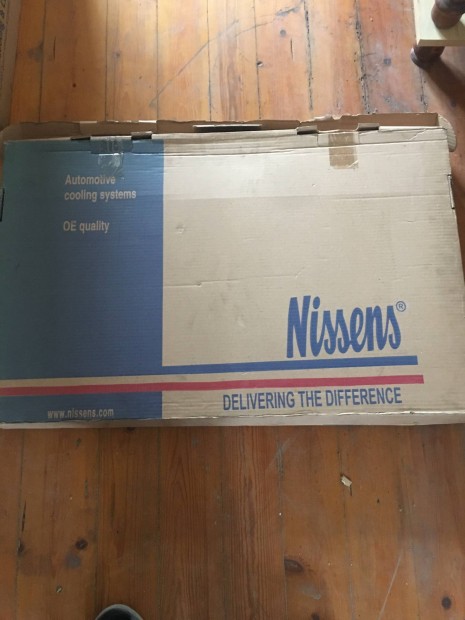 Automotive
cooling systems
OE quality
Nissens®
DELIVERING THE DIFFERENCE
www.nissens.com